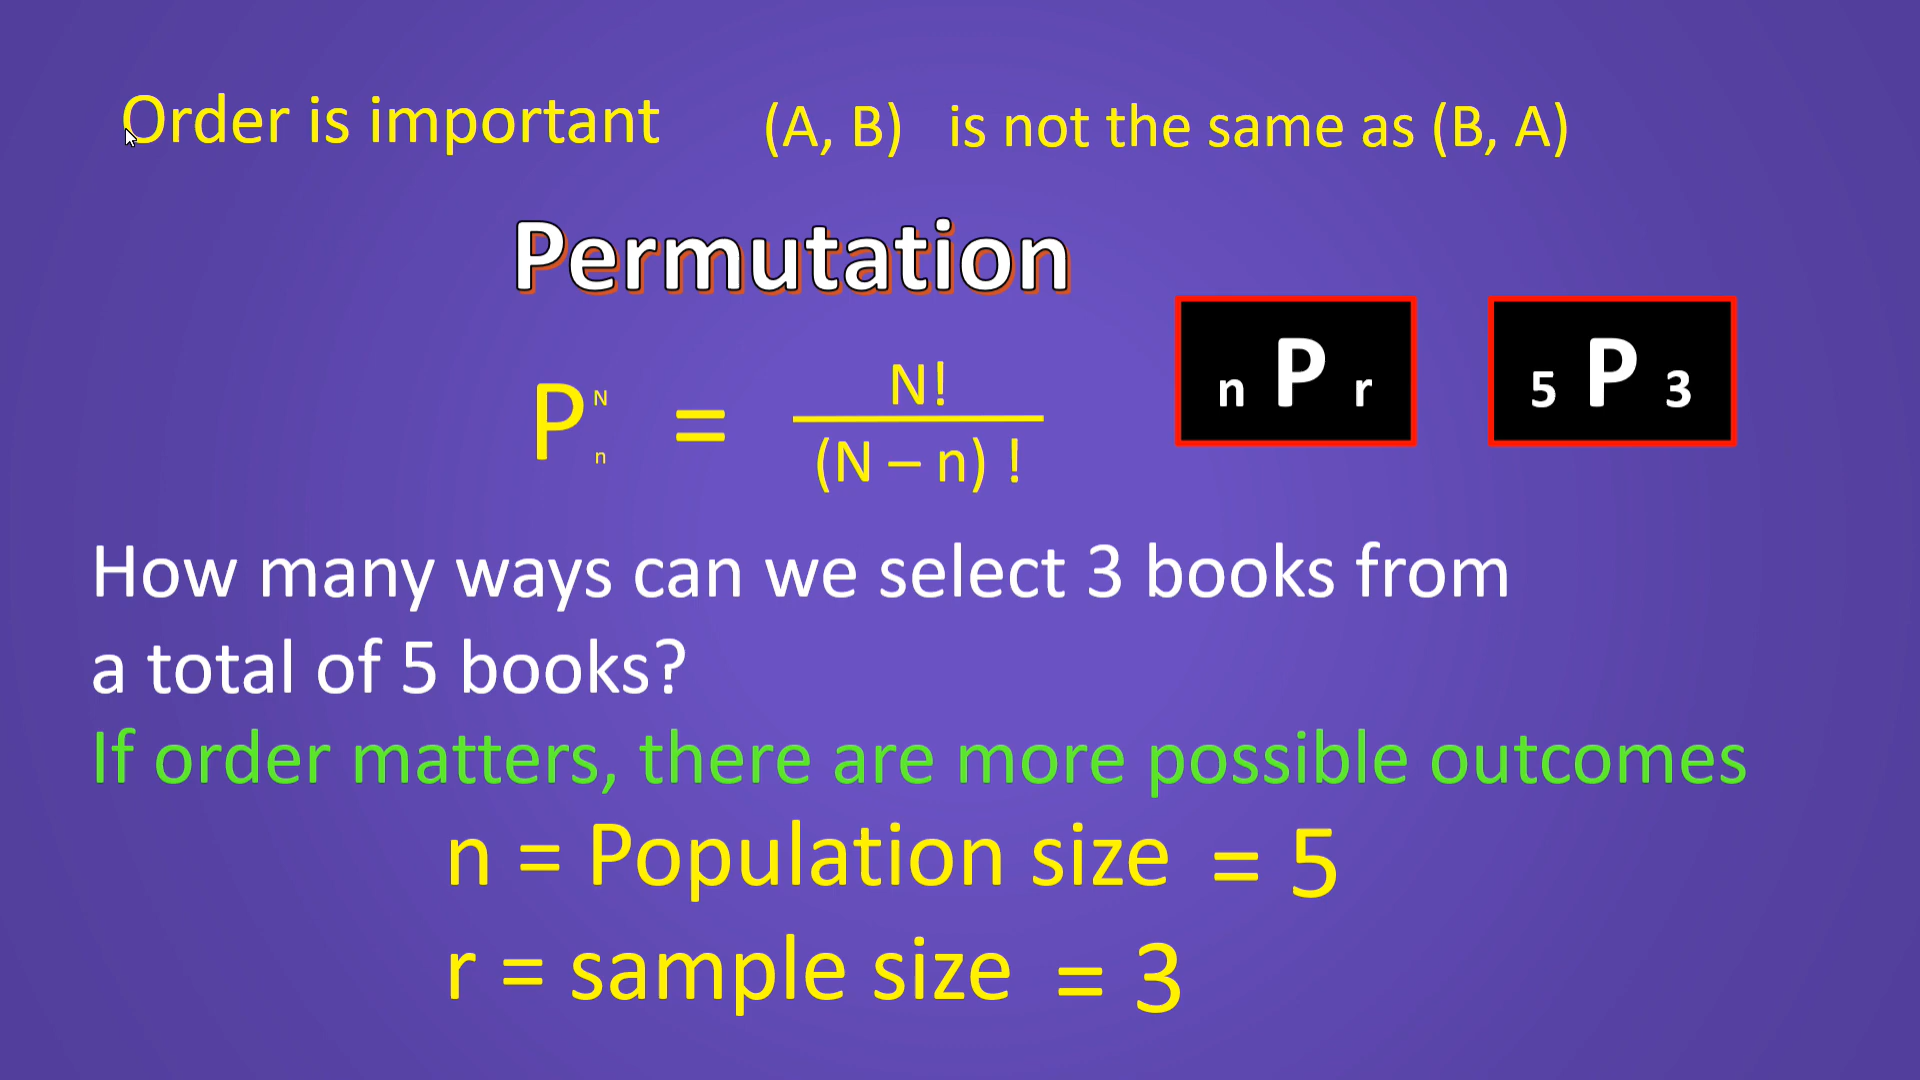 Order is important (A, B) is not the same as (B, A)
Permutation
P N n = N! / (N – n) !
n P r 5 P 3
How many ways can we select 3 books from
a total of 5 books?
If order matters, there are more possible outcomes
n = Population size = 5
r = sample size = 3